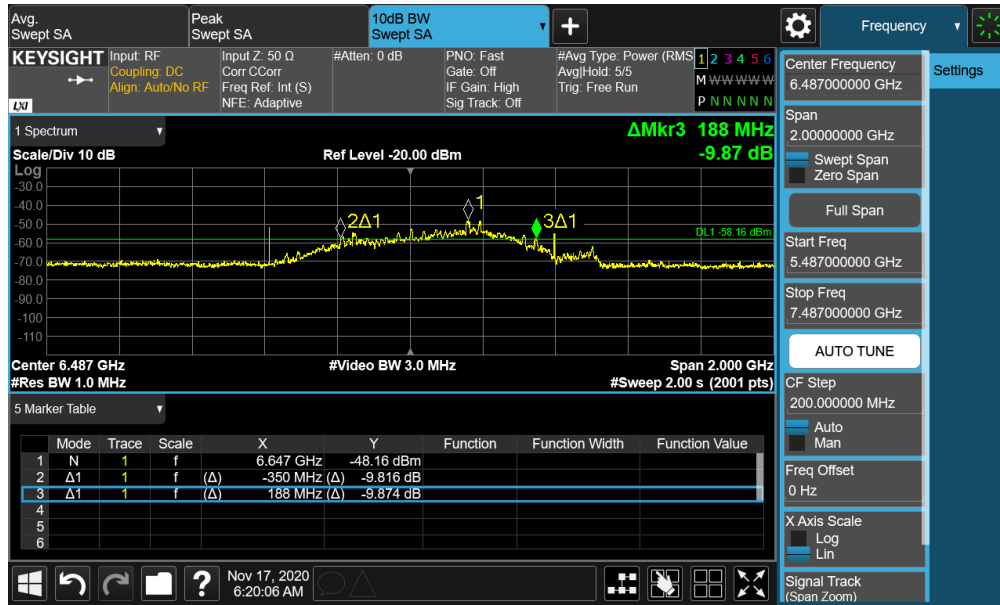 Avg.
Swept SA
Peak
Swept SA
10dB BW
Swept SA
Frequency
KEYSIGHT
LXI
Input: RF
Coupling: DC
Align: Auto/No RF
Input Z: 50 Ω
Corr CCorr
Freq Ref: Int (S)
NFE: Adaptive
#Atten: 0 dB
PNO: Fast
Gate: Off
IF Gain: High
Sig Track: Off
#Avg Type: Power (RMS
Avg|Hold: 5/5
Trig: Free Run
1 2 3 4 5 6
M W W W W W
P N N N N N
1 Spectrum
ΔMkr3 188 MHz
-9.87 dB
Scale/Div 10 dB
Ref Level -20.00 dBm
Log
-30.0
-40.0
-50.0
-60.0
-70.0
-80.0
-90.0
-100
-110
2Δ1
1
3Δ1
DL1 -58.16 dBm
Center 6.487 GHz
#Video BW 3.0 MHz
Span 2.000 GHz
#Res BW 1.0 MHz
#Sweep 2.00 s (2001 pts)
5 Marker Table
Mode Trace Scale X Y Function Function Width Function Value
1 N 1 f 6.647 GHz -48.16 dBm
2 Δ1 1 f (Δ) -350 MHz (Δ) -9.816 dB
3 Δ1 1 f (Δ) 188 MHz (Δ) -9.874 dB
4
5
6
?
Nov 17, 2020
6:20:06 AM
Center Frequency
6.487000000 GHz
Span
2.00000000 GHz
Swept Span
Zero Span
Full Span
Start Freq
5.487000000 GHz
Stop Freq
7.487000000 GHz
AUTO TUNE
CF Step
200.000000 MHz
Auto
Man
Freq Offset
0 Hz
X Axis Scale
Log
Lin
Signal Track
(Span Zoom)
Settings